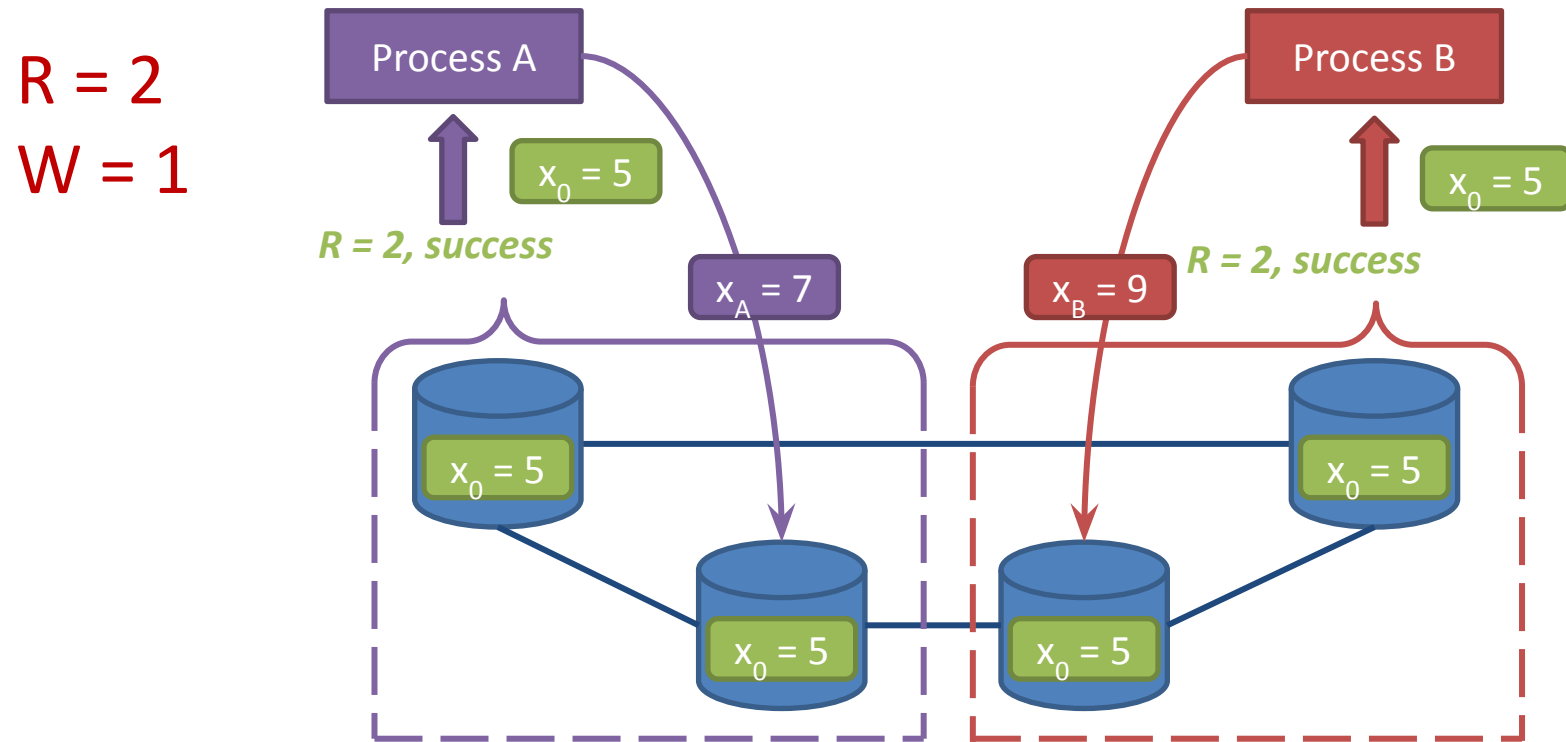 R = 2
W = 1
Process A
Process B
x0 = 5
x0 = 5
R = 2, success
R = 2, success
xA = 7
xB = 9
x0 = 5
x0 = 5
x0 = 5
x0 = 5